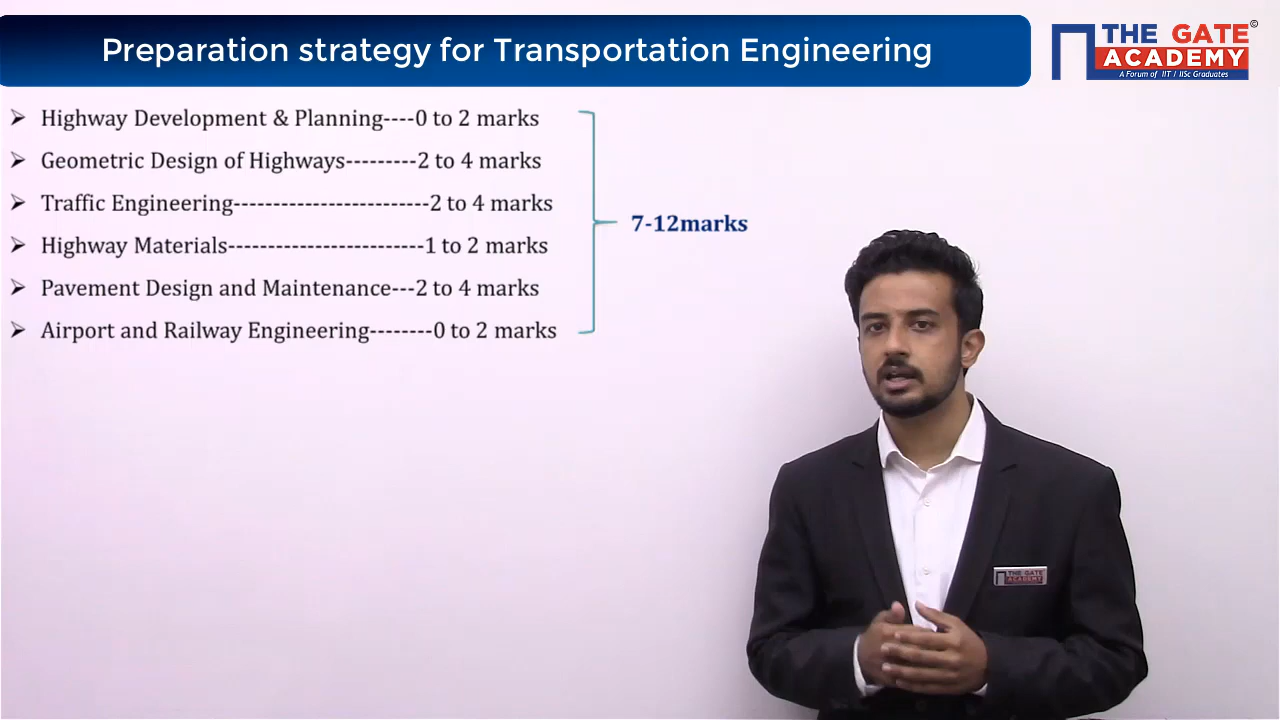 Preparation strategy for Transportation Engineering
THE GATE ©
ACADEMY
A Forum of IIT / IISc Graduates
➢ Highway Development & Planning----0 to 2 marks
➢ Geometric Design of Highways---------2 to 4 marks
➢ Traffic Engineering-------------------------2 to 4 marks
➢ Highway Materials-------------------------1 to 2 marks
➢ Pavement Design and Maintenance---2 to 4 marks
➢ Airport and Railway Engineering--------0 to 2 marks
7-12marks
THE GATE
ACADEMY